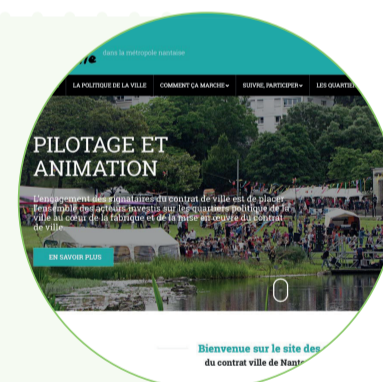 dans la métropole nantaise
LA POLITIQUE DE LA VILLE COMMENT ÇA MARCHE SUIVRE, PARTICIPER LES QUARTIER
PILOTAGE ET
ANIMATION
L'engagement des signataires du contrat de ville est de placer
l'ensemble des acteurs investis sur les quartiers politique de la
ville au cœur de la fabrique et de la mise en œuvre du contrat
de ville.
EN SAVOIR PLUS
Bienvenue sur le site des
du contrat ville de Nante